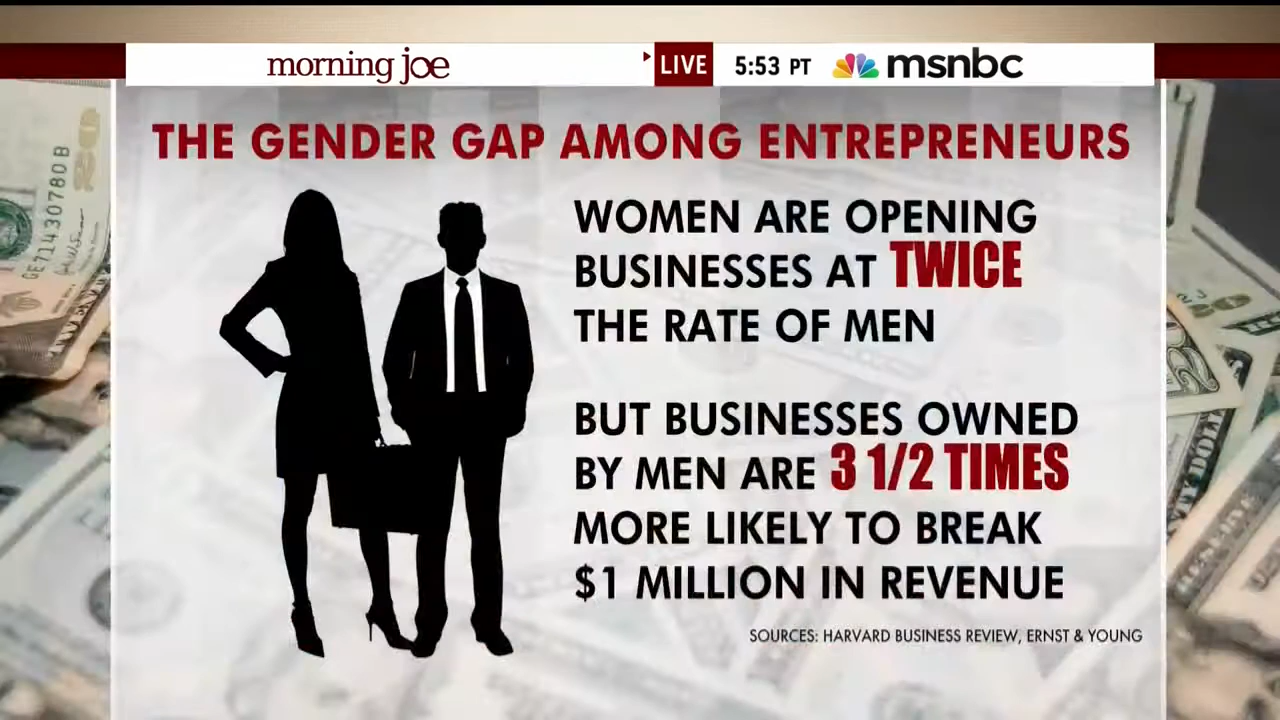 morning joe
LIVE
5:53 PT
msnbc
THE GENDER GAP AMONG ENTREPRENEURS
WOMEN ARE OPENING
BUSINESSES AT TWICE
THE RATE OF MEN
BUT BUSINESSES OWNED
BY MEN ARE 3 1/2 TIMES
MORE LIKELY TO BREAK
$1 MILLION IN REVENUE
SOURCES: HARVARD BUSINESS REVIEW, ERNST & YOUNG
GE71430780B